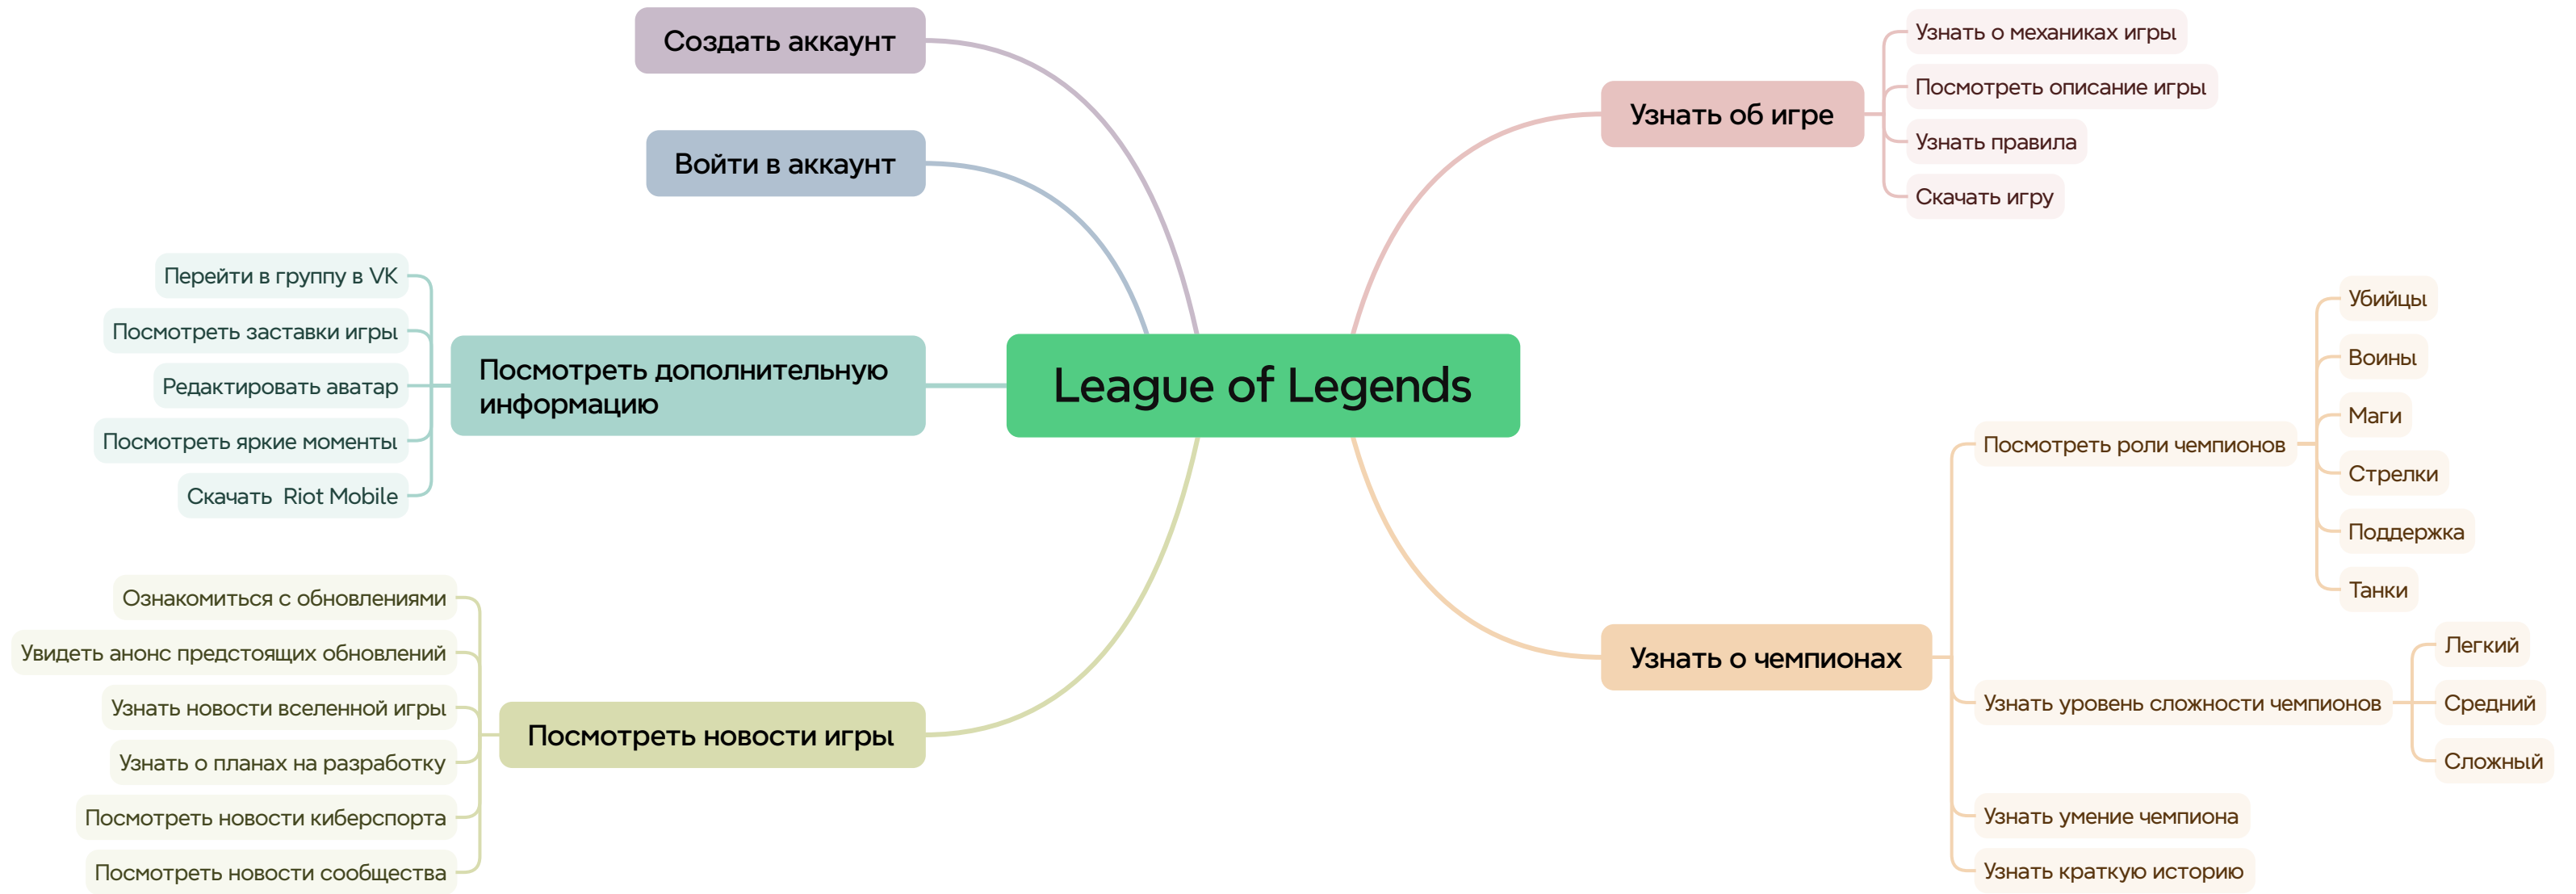 League of Legends
Создать аккаунт
Войти в аккаунт
Посмотреть дополнительную
информацию
Перейти в группу в VK
Посмотреть заставки игры
Редактировать аватар
Посмотреть яркие моменты
Скачать Riot Mobile
Посмотреть новости игры
Ознакомиться с обновлениями
Увидеть анонс предстоящих обновлений
Узнать новости вселенной игры
Узнать о планах на разработку
Посмотреть новости киберспорта
Посмотреть новости сообщества
Узнать об игре
Узнать о механиках игры
Посмотреть описание игры
Узнать правила
Скачать игру
Узнать о чемпионах
Посмотреть роли чемпионов
Убийцы
Воины
Маги
Стрелки
Поддержка
Танки
Узнать уровень сложности чемпионов
Легкий
Средний
Сложный
Узнать умение чемпиона
Узнать краткую историю